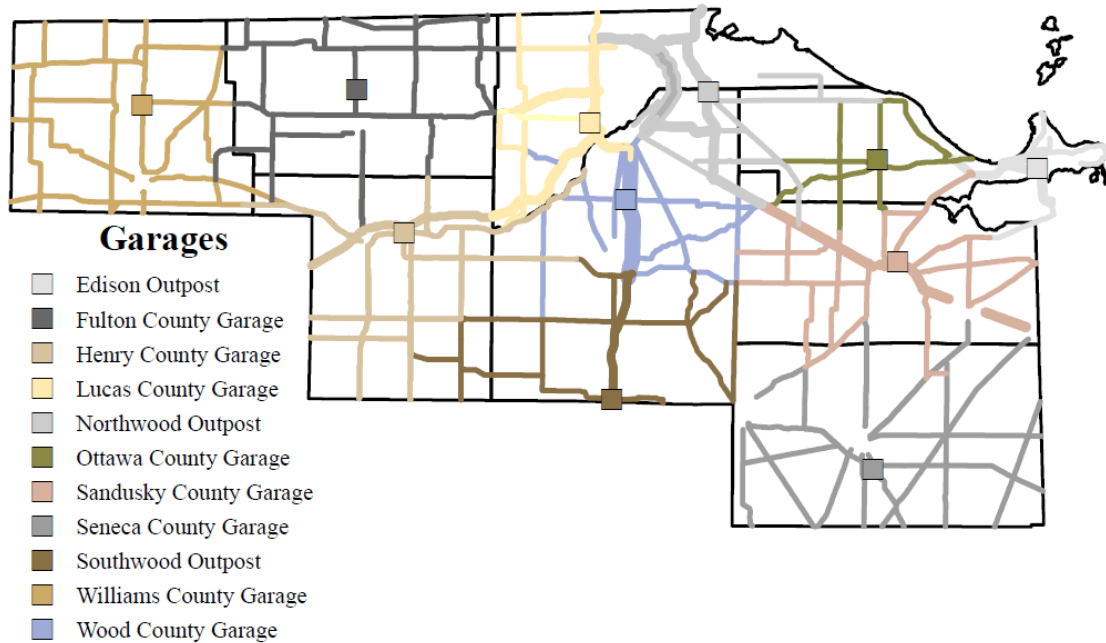 Garages
Edison Outpost
Fulton County Garage
Henry County Garage
Lucas County Garage
Northwood Outpost
Ottawa County Garage
Sandusky County Garage
Seneca County Garage
Southwood Outpost
Williams County Garage
Wood County Garage